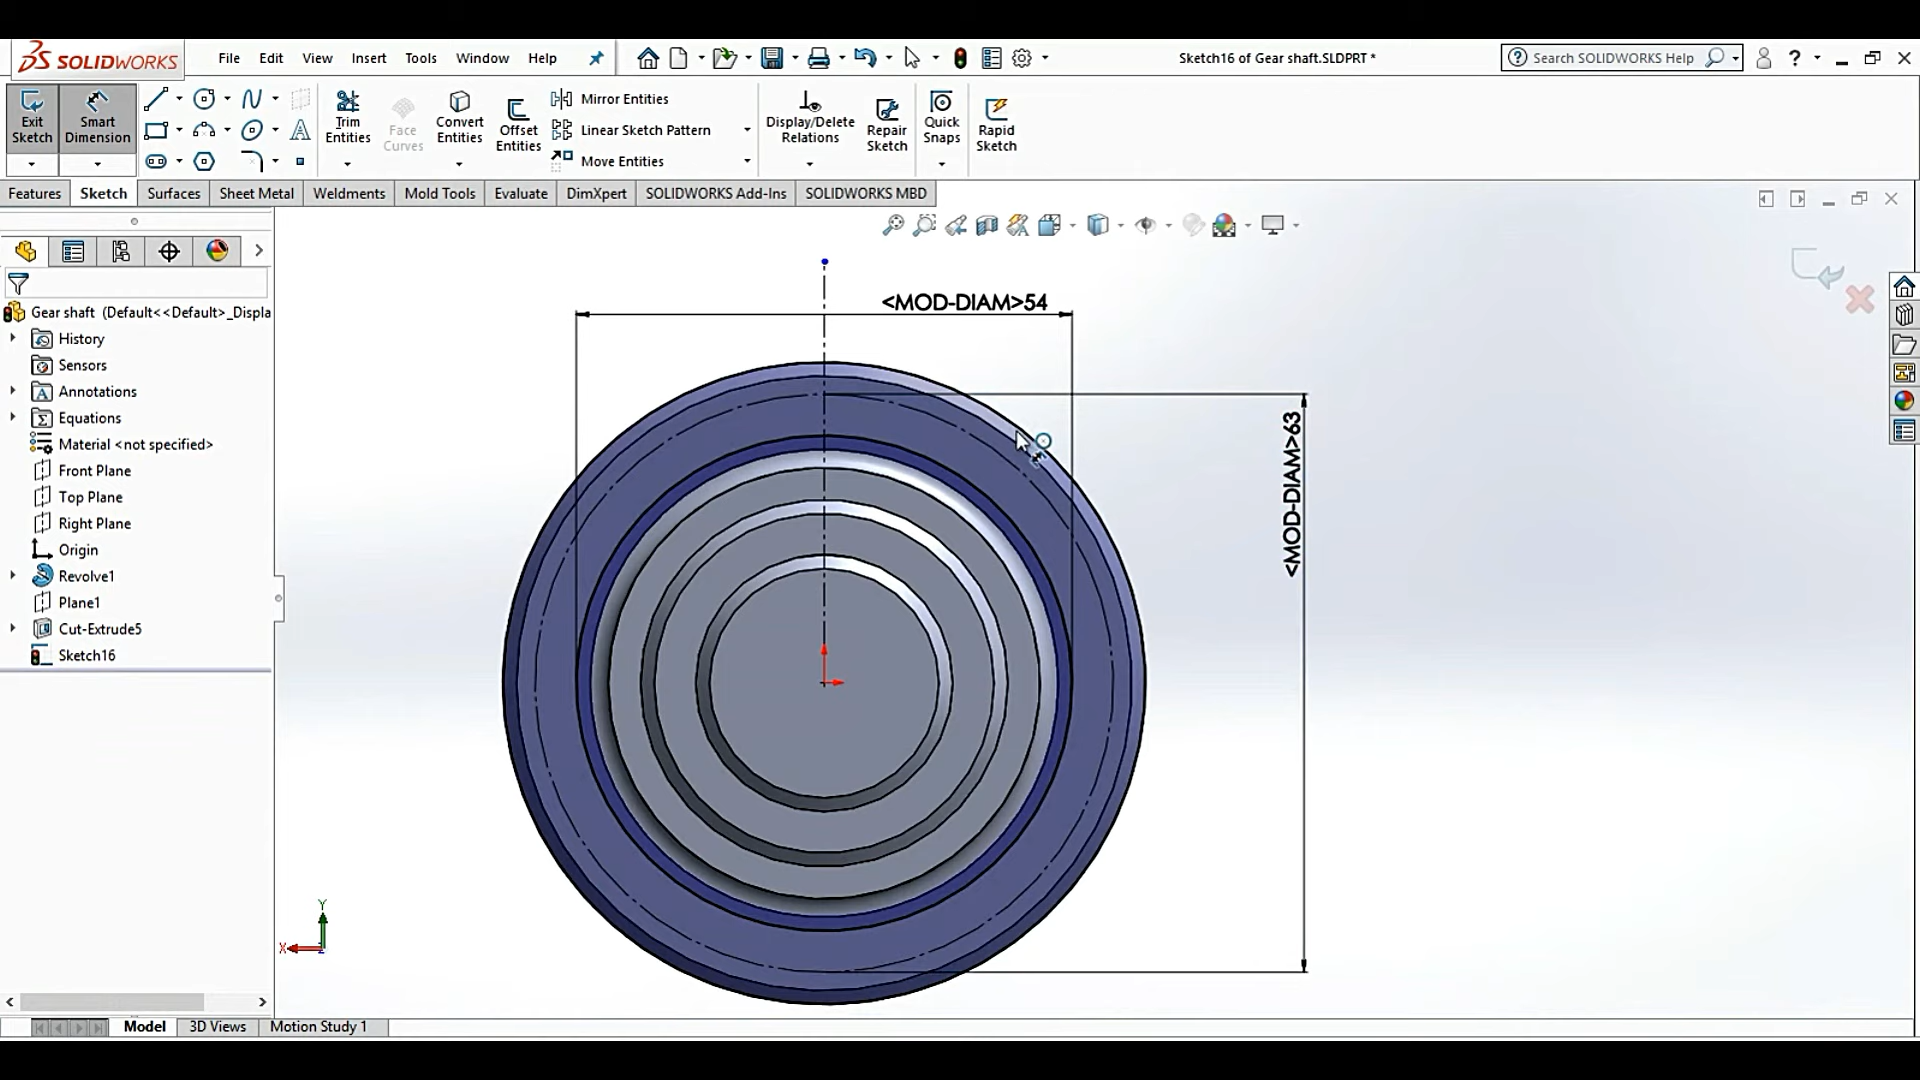 SOLIDWORKS File Edit View Insert Tools Window Help Sketch16 of Gear shaft.SLDPRT * Search SOLIDWORKS Help
Exit Sketch
Smart Dimension
Trim Entities
Face Curves
Convert Entities
Offset Entities
Mirror Entities
Linear Sketch Pattern
Move Entities
Display/Delete Relations
Repair Sketch
Quick Snaps
Rapid Sketch
Features Sketch Surfaces Sheet Metal Weldments Mold Tools Evaluate DimXpert SOLIDWORKS Add-Ins SOLIDWORKS MBD
Gear shaft (Default<<Default>_Displa
History
Sensors
Annotations
Equations
Material <not specified>
Front Plane
Top Plane
Right Plane
Origin
Revolve1
Plane1
Cut-Extrude5
Sketch16
<MOD-DIAM>54
<MOD-DIAM>63
Y
X
Model 3D Views Motion Study 1